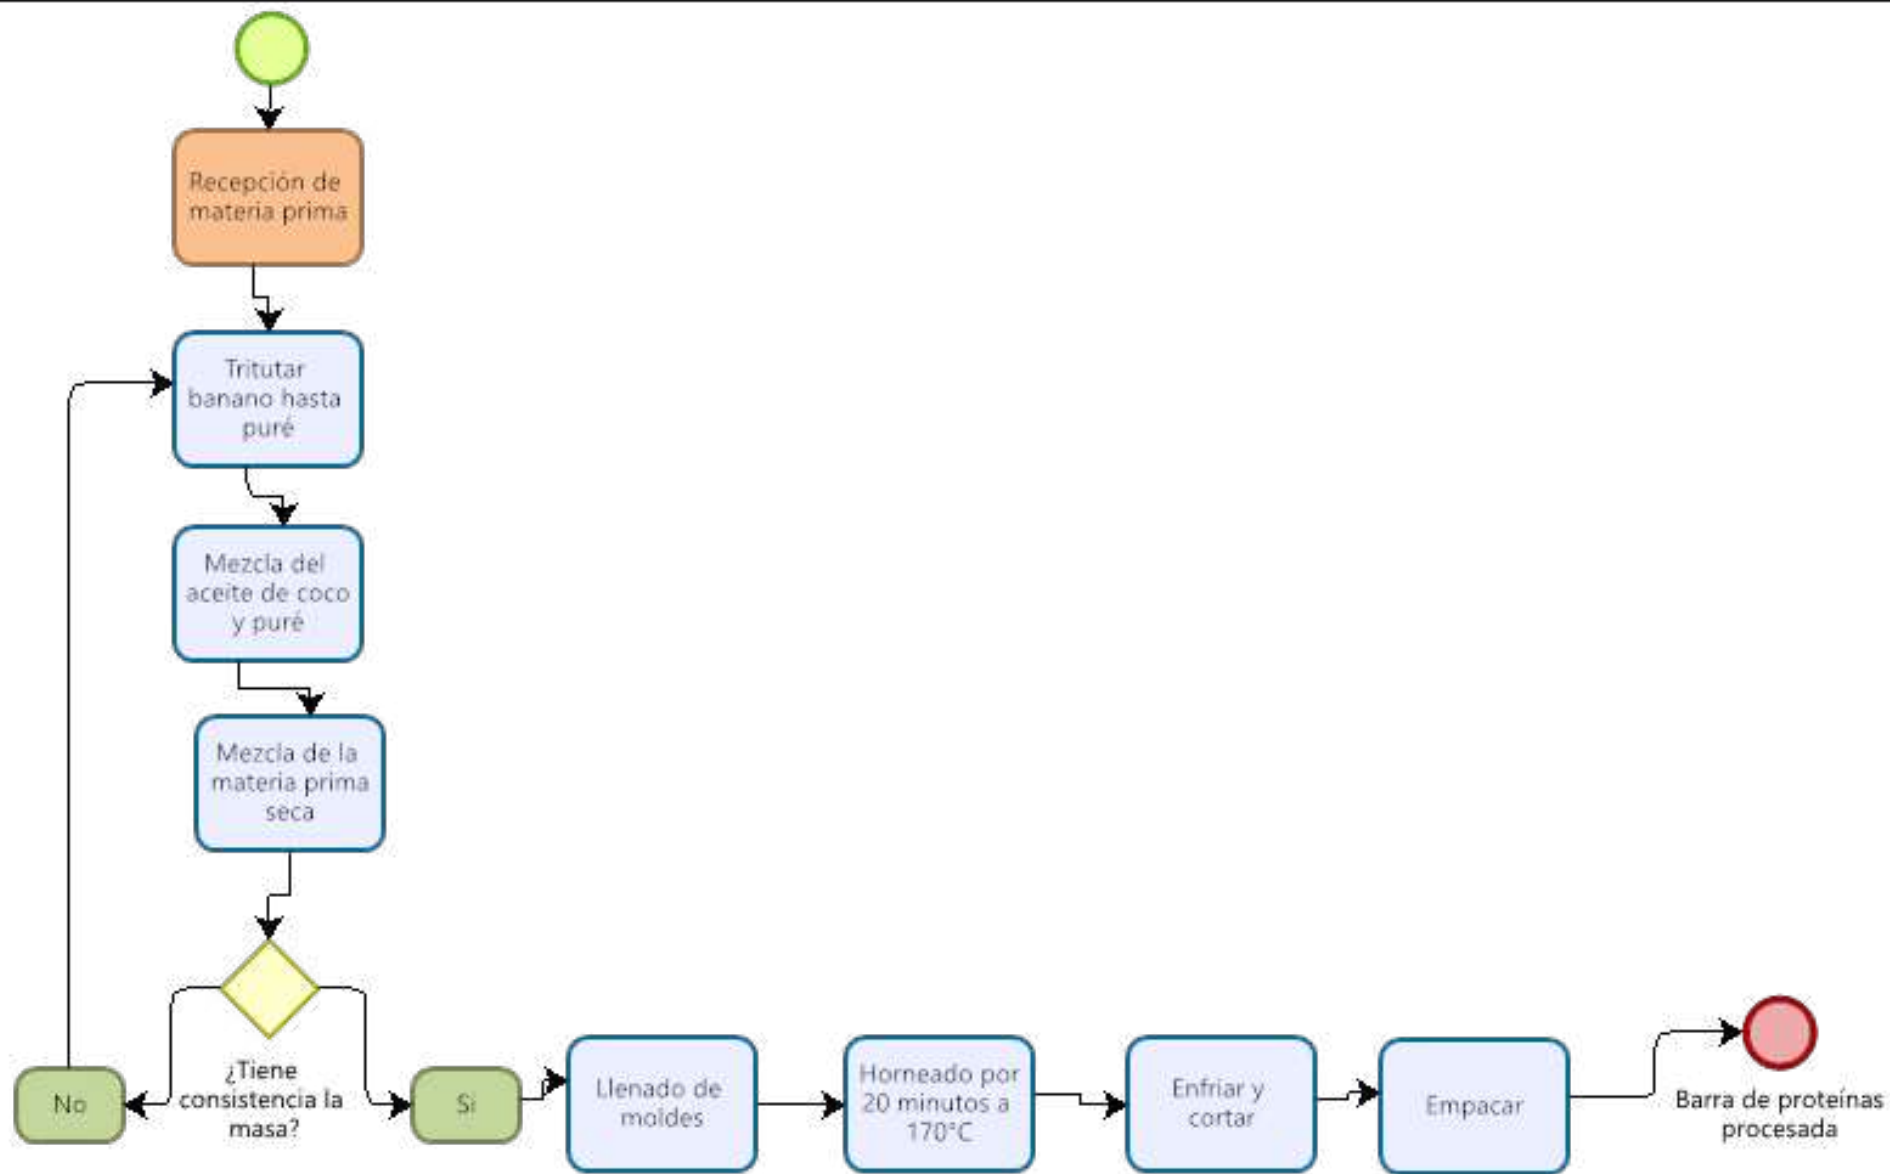 Recepción de
materia prima
Tritutar
banano hasta
puré
Mezcla del
aceite de coco
y puré
Mezcla de la
materia prima
seca
¿Tiene
consistencia la
masa?
No
Si
Llenado de
moldes
Horneado por
20 minutos a
170°C
Enfriar y
cortar
Empacar
Barra de proteínas
procesada